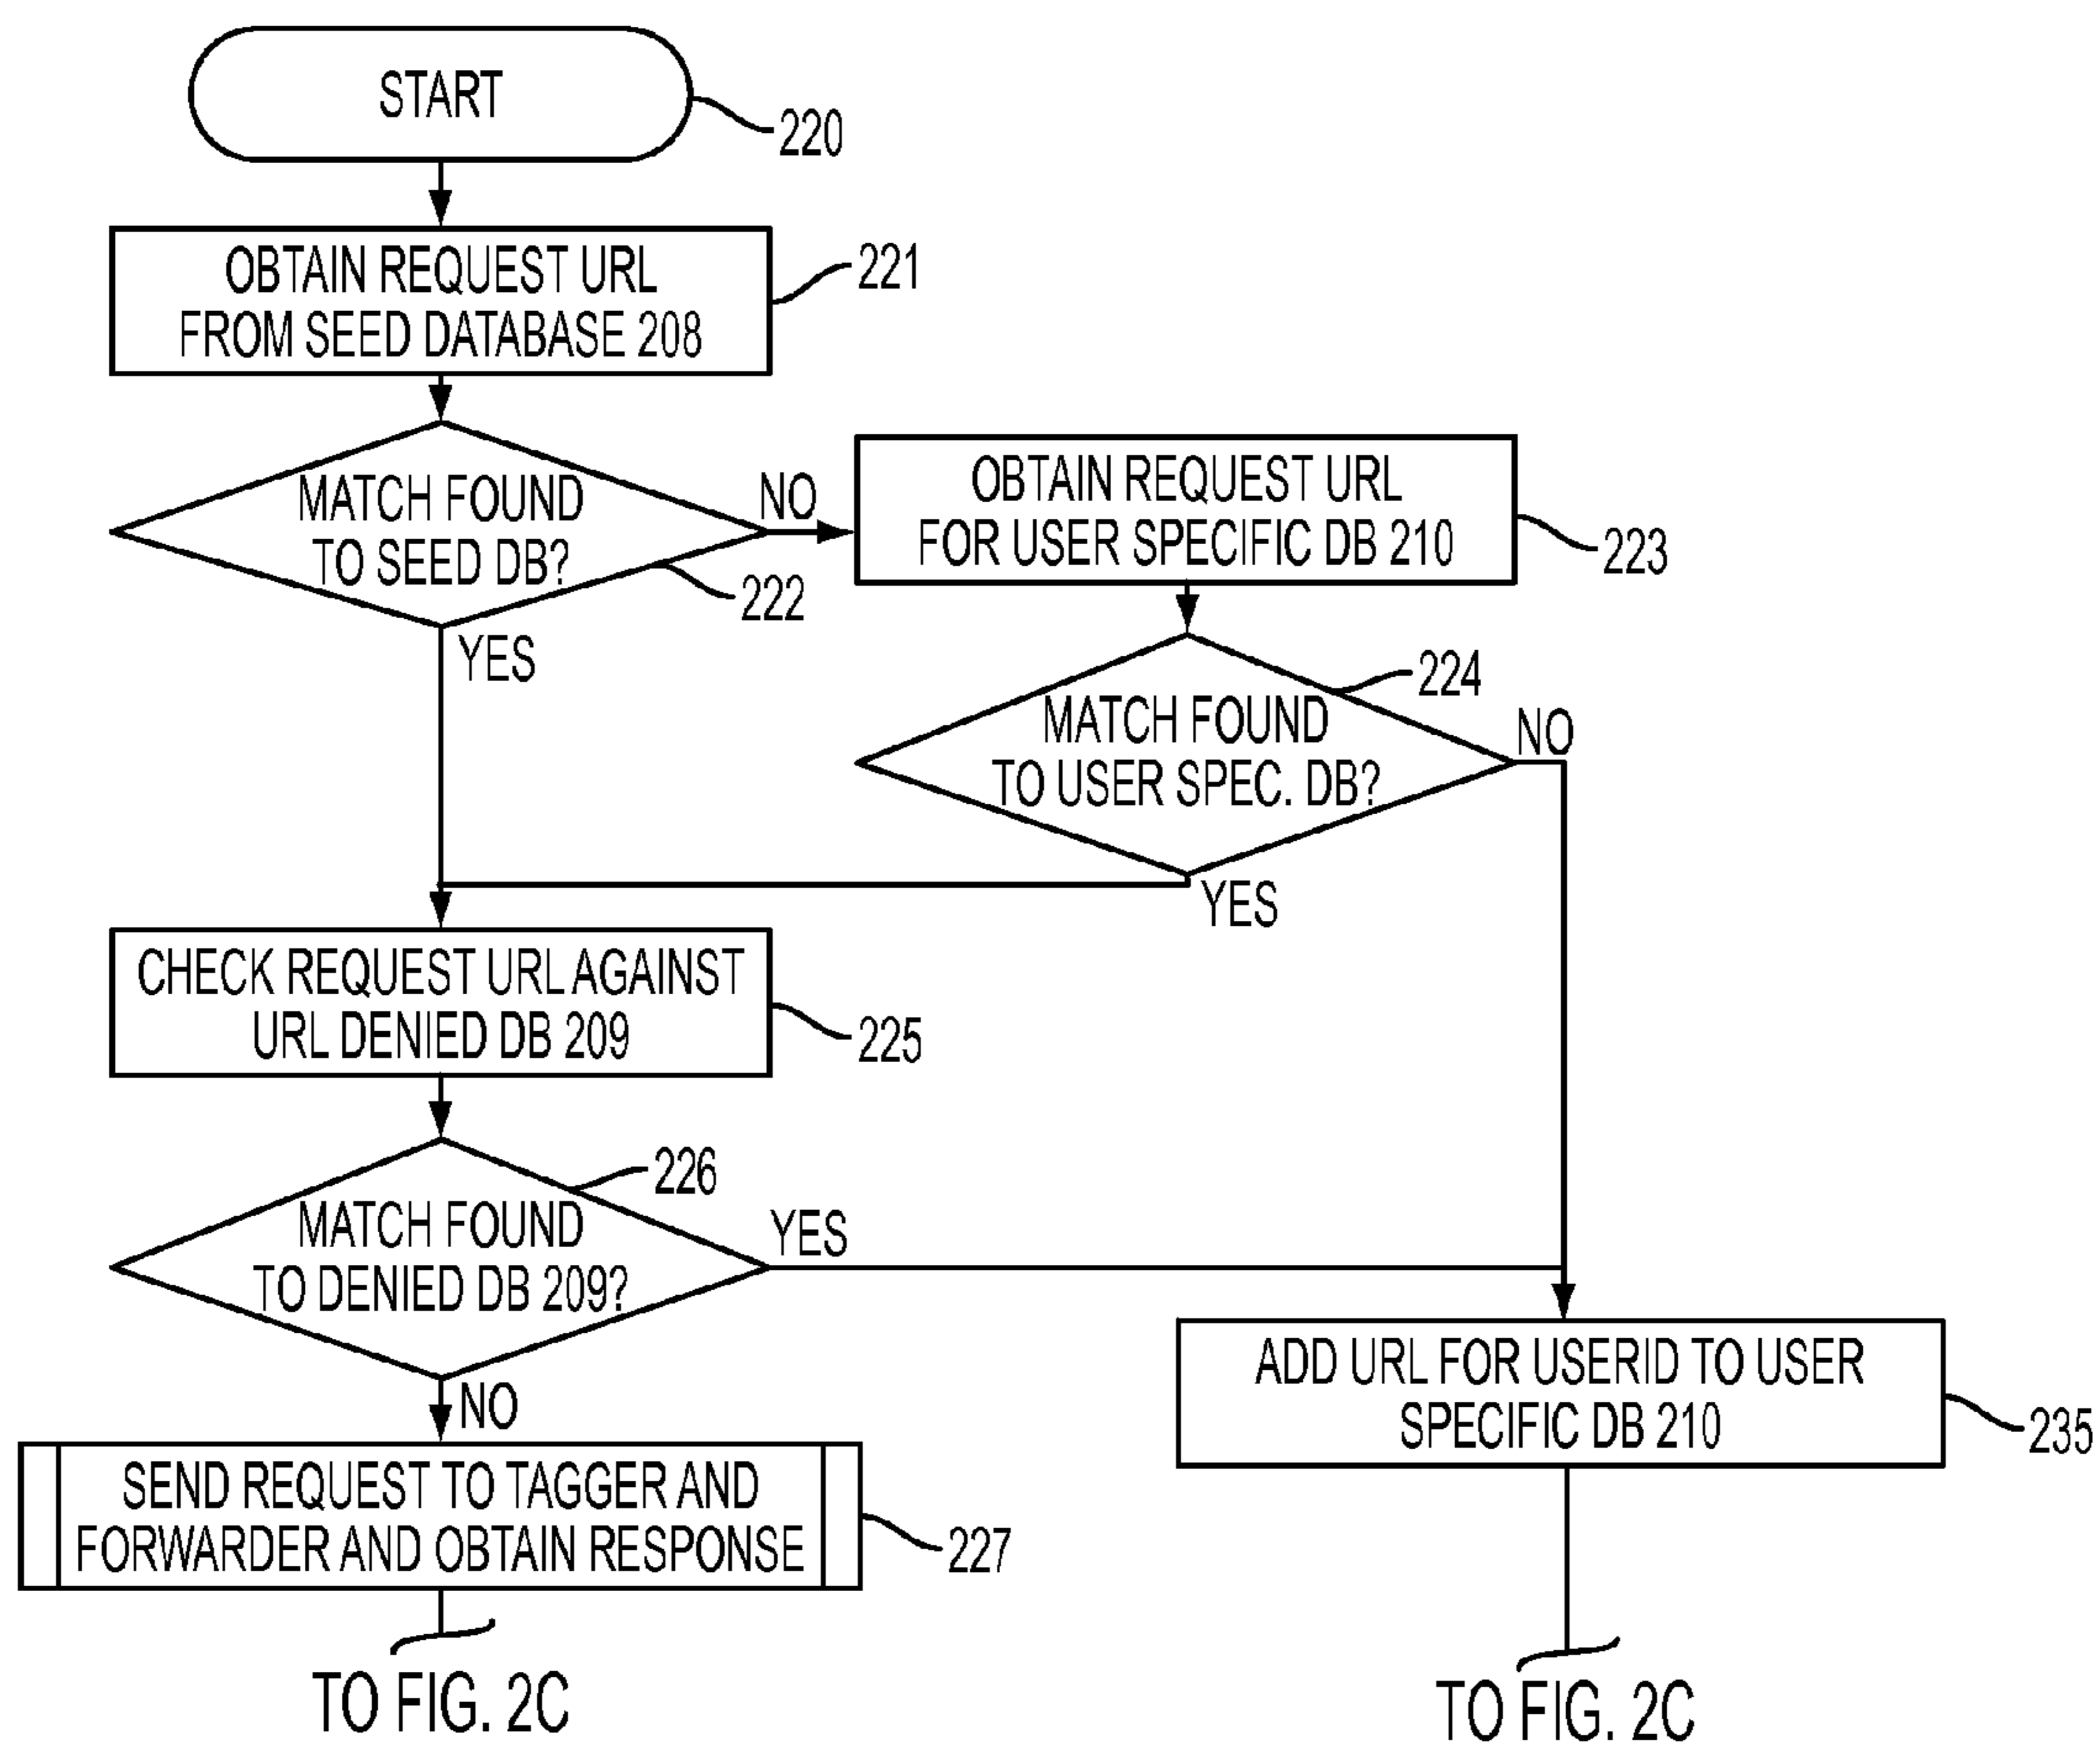 START
220
OBTAIN REQUEST URL
FROM SEED DATABASE 208
221
MATCH FOUND
TO SEED DB?
222
NO
YES
OBTAIN REQUEST URL
FOR USER SPECIFIC DB 210
223
MATCH FOUND
TO USER SPEC. DB?
224
NO
YES
CHECK REQUEST URL AGAINST
URL DENIED DB 209
225
MATCH FOUND
TO DENIED DB 209?
226
YES
NO
SEND REQUEST TO TAGGER AND
FORWARDER AND OBTAIN RESPONSE
227
TO FIG. 2C
ADD URL FOR USERID TO USER
SPECIFIC DB 210
235
TO FIG. 2C